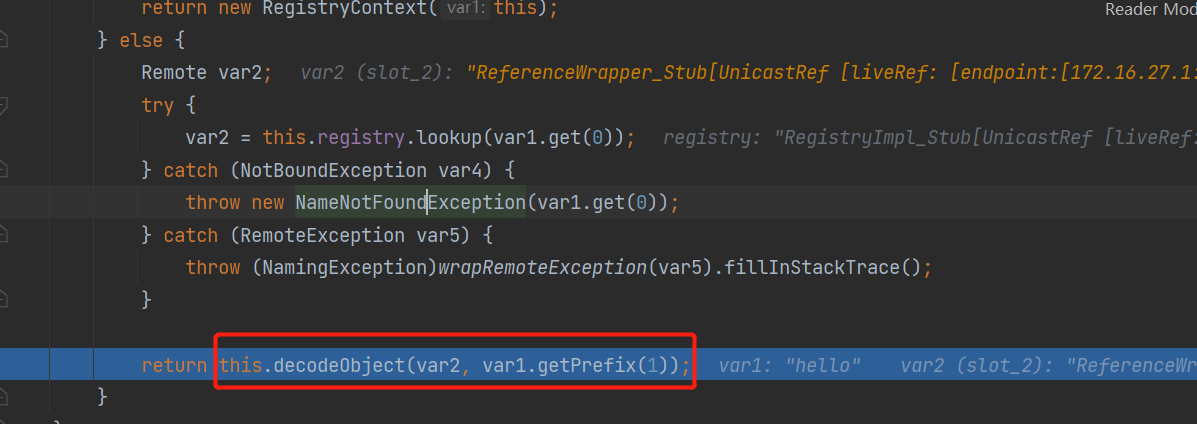 return new RegistryContext( var1: this);
Reader Mod
} else {
Remote var2; var2 (slot_2): "ReferenceWrapper_Stub[UnicastRef [liveRef: [endpoint:[172.16.27.1:
try {
var2 = this.registry.lookup(var1.get(0)); registry: "RegistryImpl_Stub[UnicastRef [liveRef:
} catch (NotBoundException var4) {
throw new NameNotFoundException(var1.get(0));
} catch (RemoteException var5) {
throw (NamingException)wrapRemoteException(var5).fillInStackTrace();
}
return this.decodeObject(var2, var1.getPrefix(1)); var1: "hello" var2 (slot_2): "ReferenceWr
}